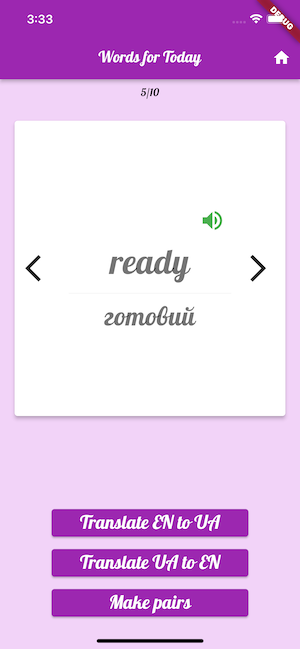 3:33
DEBUG
Words for Today
5/10
ready
готовий
Translate EN to UA
Translate UA to EN
Make pairs